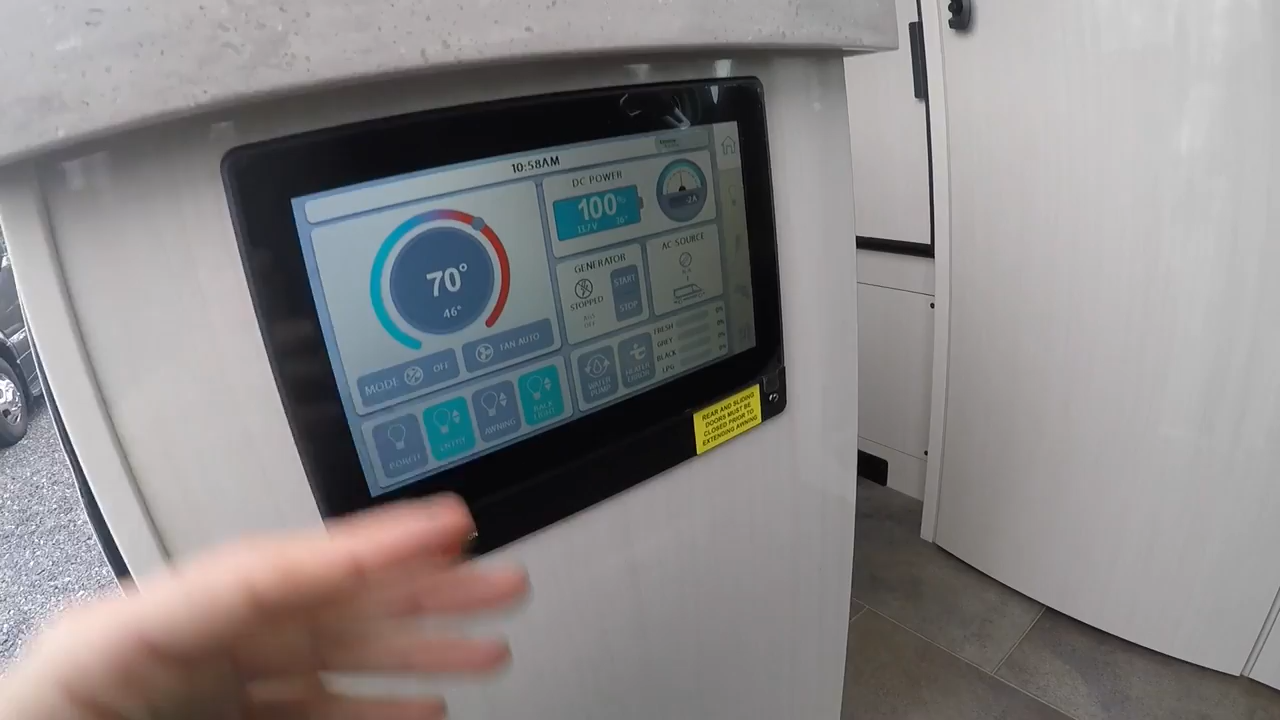 10:58AM
DC POWER
100%
13.7V
-2A
70°
46°
GENERATOR
STOPPED
START
STOP
AC SOURCE
MODE
OFF
FAN AUTO
FRESH
GREY
BLACK
LPG
WATER
PUMP
HEATER
ERROR
PORCH
ENTRY
AWNING
BACK
LIGHT
REAR AND SLIDING
DOORS MUST BE
CLOSED PRIOR TO
EXTENDING AWNING